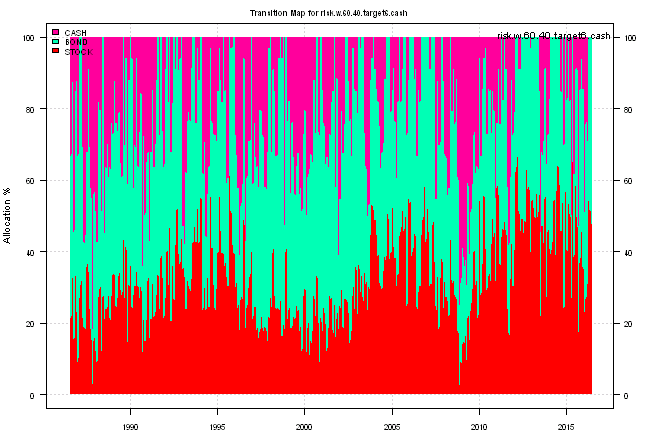 Transition Map for risk.w.60.40.target6.cash
risk.w.60.40.target6.cash
CASH
BOND
STOCK
100
80
60
40
20
0
Allocation %
100
80
60
40
20
0
1990 1995 2000 2005 2010 2015